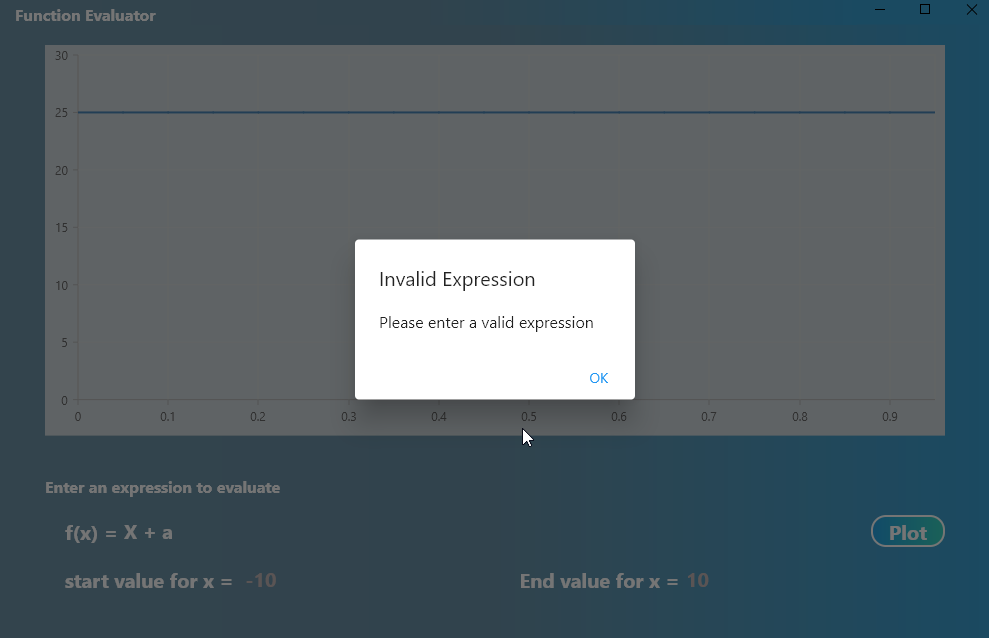 Function Evaluator
30
25
20
15
10
5
0
0 0.1 0.2 0.3 0.4 0.5 0.6 0.7 0.8 0.9
Invalid Expression
Please enter a valid expression
OK
Enter an expression to evaluate
f(x) = X + a
Plot
start value for x = -10
End value for x = 10